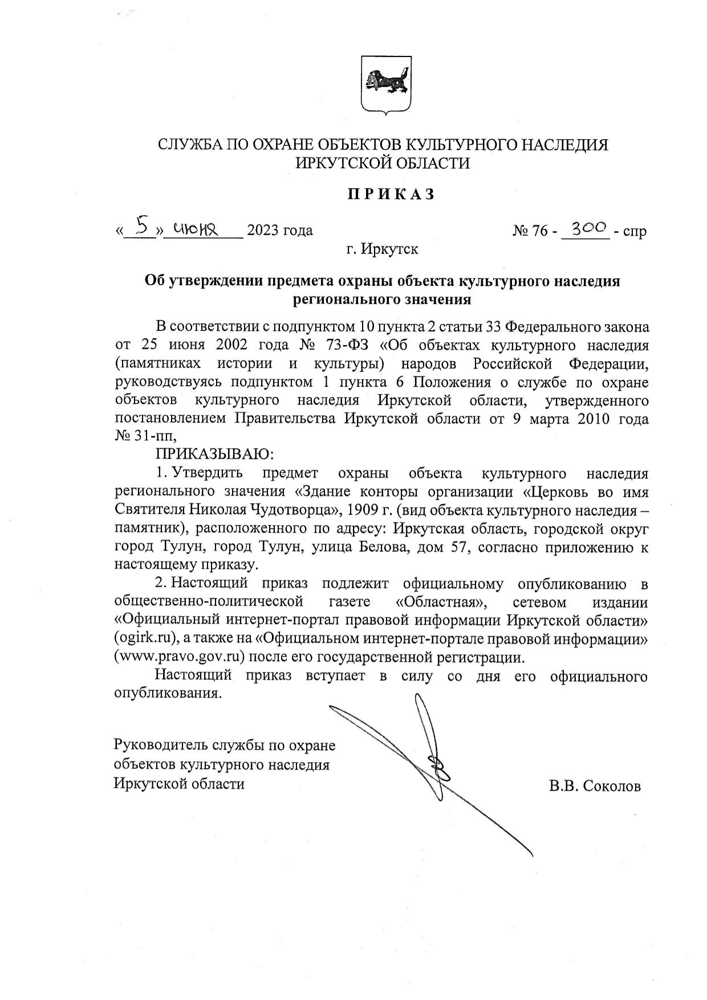 СЛУЖБА ПО ОХРАНЕ ОБЪЕКТОВ КУЛЬТУРНОГО НАСЛЕДИЯ
ИРКУТСКОЙ ОБЛАСТИ
П Р И К А З
« 5 » июня 2023 года № 76 - 300 - спр
г. Иркутск
Об утверждении предмета охраны объекта культурного наследия
регионального значения
В соответствии с подпунктом 10 пункта 2 статьи 33 Федерального закона
от 25 июня 2002 года № 73-ФЗ «Об объектах культурного наследия
(памятниках истории и культуры) народов Российской Федерации,
руководствуясь подпунктом 1 пункта 6 Положения о службе по охране
объектов культурного наследия Иркутской области, утвержденного
постановлением Правительства Иркутской области от 9 марта 2010 года
№ 31-пп,
ПРИКАЗЫВАЮ:
1. Утвердить предмет охраны объекта культурного наследия
регионального значения «Здание конторы организации «Церковь во имя
Святителя Николая Чудотворца», 1909 г. (вид объекта культурного наследия –
памятник), расположенного по адресу: Иркутская область, городской округ
город Тулун, город Тулун, улица Белова, дом 57, согласно приложению к
настоящему приказу.
2. Настоящий приказ подлежит официальному опубликованию в
общественно-политической газете «Областная», сетевом издании
«Официальный интернет-портал правовой информации Иркутской области»
(ogirk.ru), а также на «Официальном интернет-портале правовой информации»
(www.pravo.gov.ru) после его государственной регистрации.
Настоящий приказ вступает в силу со дня его официального
опубликования.
Руководитель службы по охране
объектов культурного наследия
Иркутской области В.В. Соколов